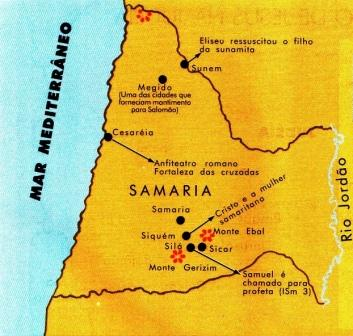 Eliseu ressuscitou o filho
da sunamita
Sunem
Megido
(Uma das cidades que
forneciam mantimento
para Salomão)
MAR MEDITERRÂNEO
Cesaréia
Anfiteatro romano
Fortaleza das cruzadas
SAMARIA
Rio Jordão
Cristo e a mulher
samaritana
Samaria
Siquém
Monte Ebal
Siló
Sicar
Monte Gerizim
Samuel é
chamado para
profeta (ISm 3)